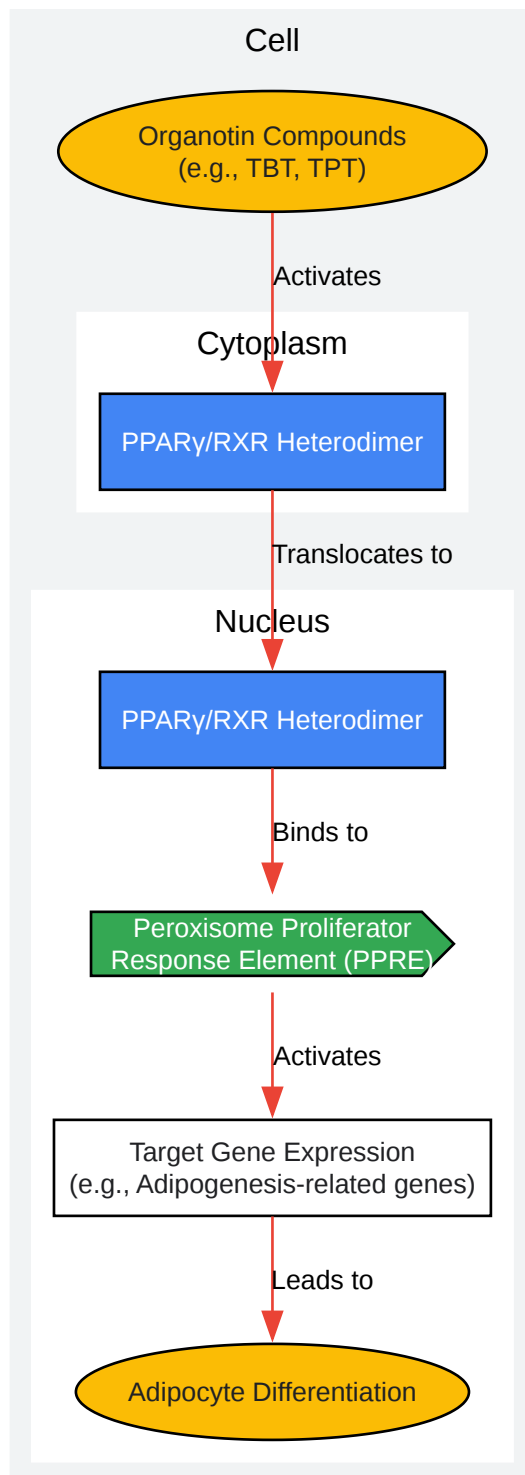 Cell
Organotin Compounds
(e.g., TBT, TPT)
Activates
Cytoplasm
PPARγ/RXR Heterodimer
Translocates to
Nucleus
PPARγ/RXR Heterodimer
Binds to
Peroxisome Proliferator
Response Element (PPRE)
Activates
Target Gene Expression
(e.g., Adipogenesis-related genes)
Leads to
Adipocyte Differentiation